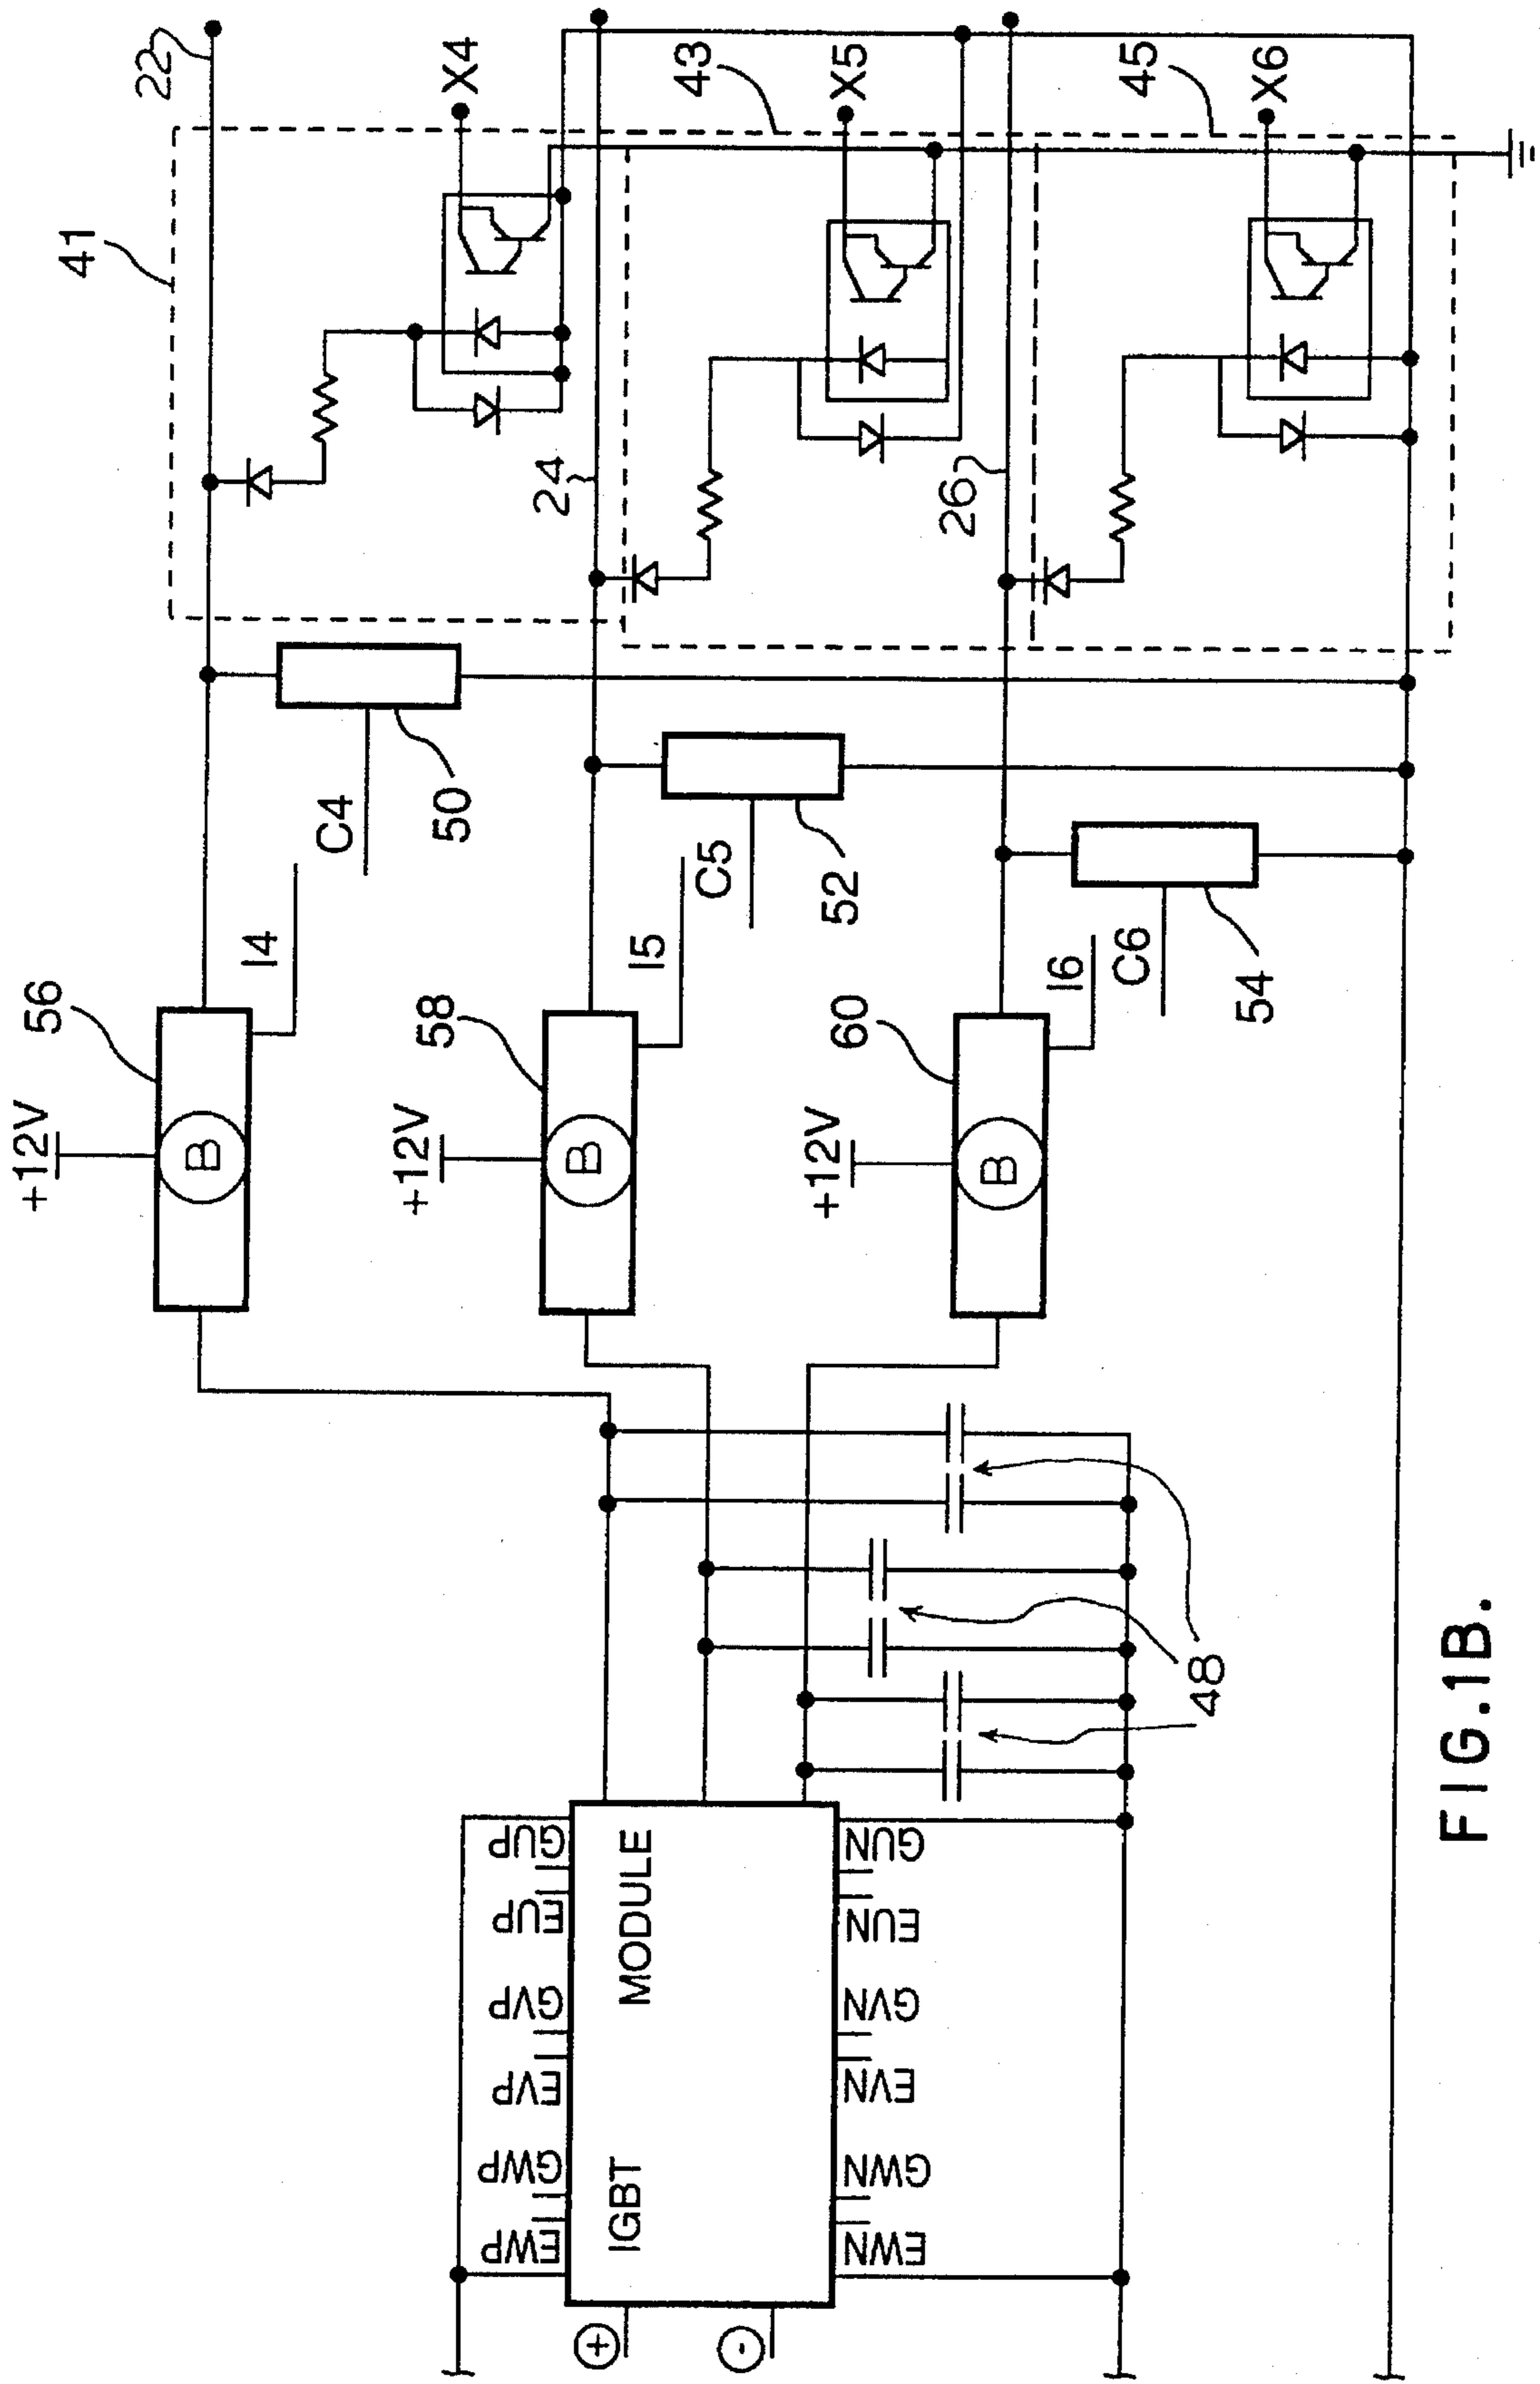 22
41
X4
43
X5
45
X6
24
26
C4
50
C5
52
C6
54
56
I4
58
I5
60
I6
+12V
B
+12V
B
+12V
B
48
IGBT MODULE
EWP GWP EVP GVP EUP GUP
EWN GWN EVN GVN EUN GUN
+
-
FIG.1B.